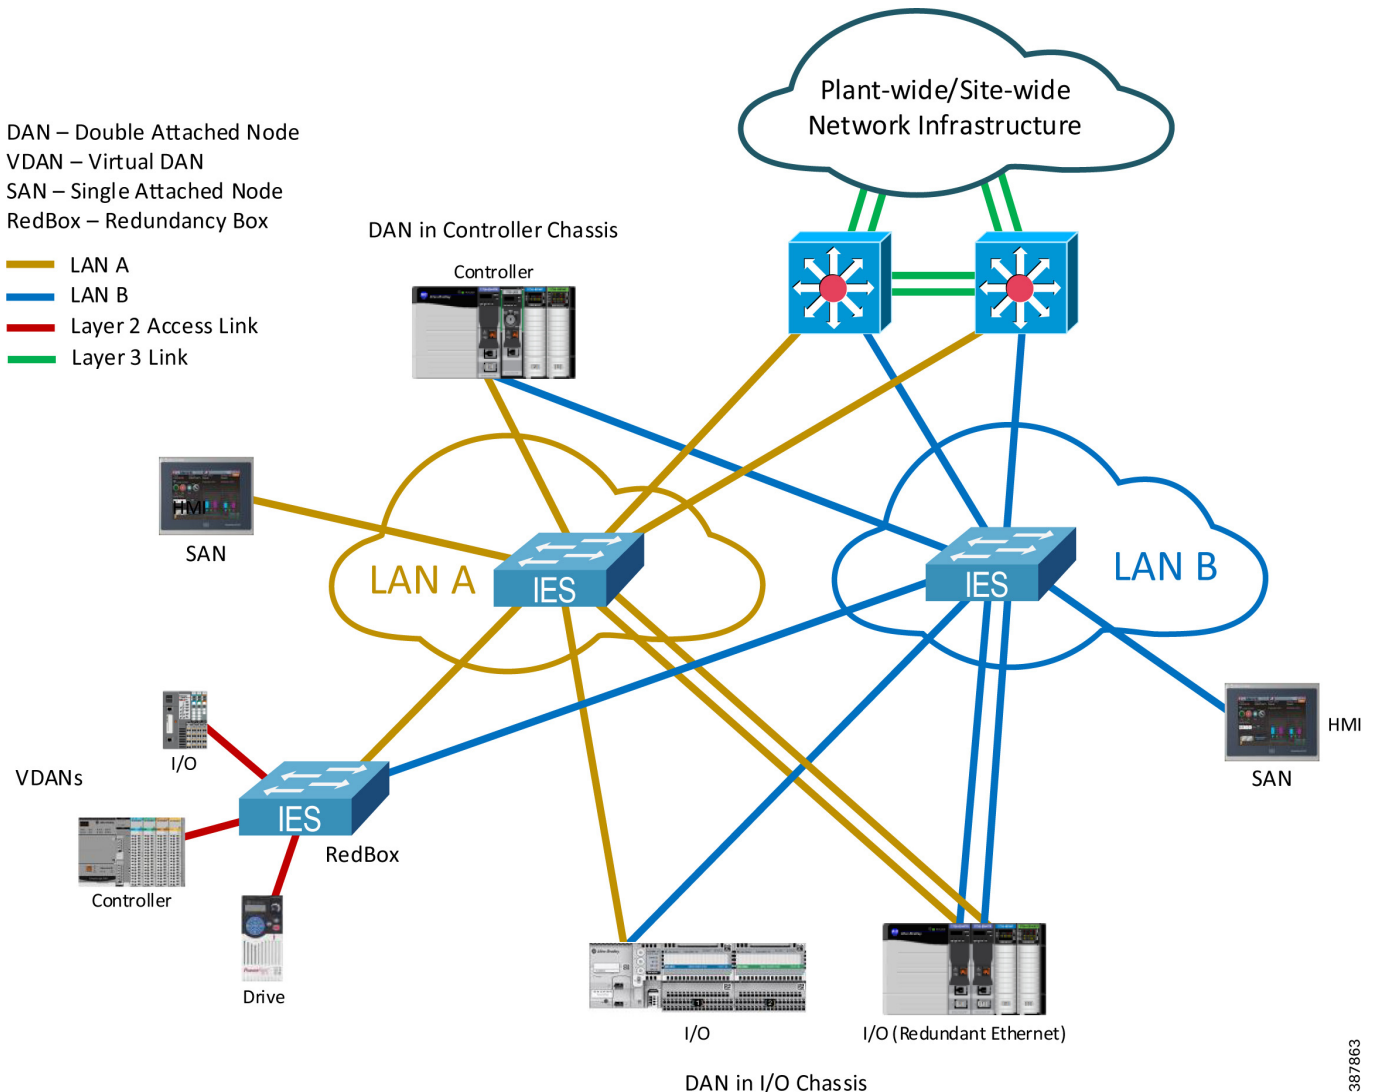 Plant-wide/Site-wide
Network Infrastructure
DAN – Double Attached Node
VDAN – Virtual DAN
SAN – Single Attached Node
RedBox – Redundancy Box
LAN A
LAN B
Layer 2 Access Link
Layer 3 Link
DAN in Controller Chassis
Controller
HMI
SAN
LAN A
IES
LAN B
IES
I/O
VDANs
IES
RedBox
Controller
Drive
HMI
SAN
I/O
I/O (Redundant Ethernet)
DAN in I/O Chassis
387863